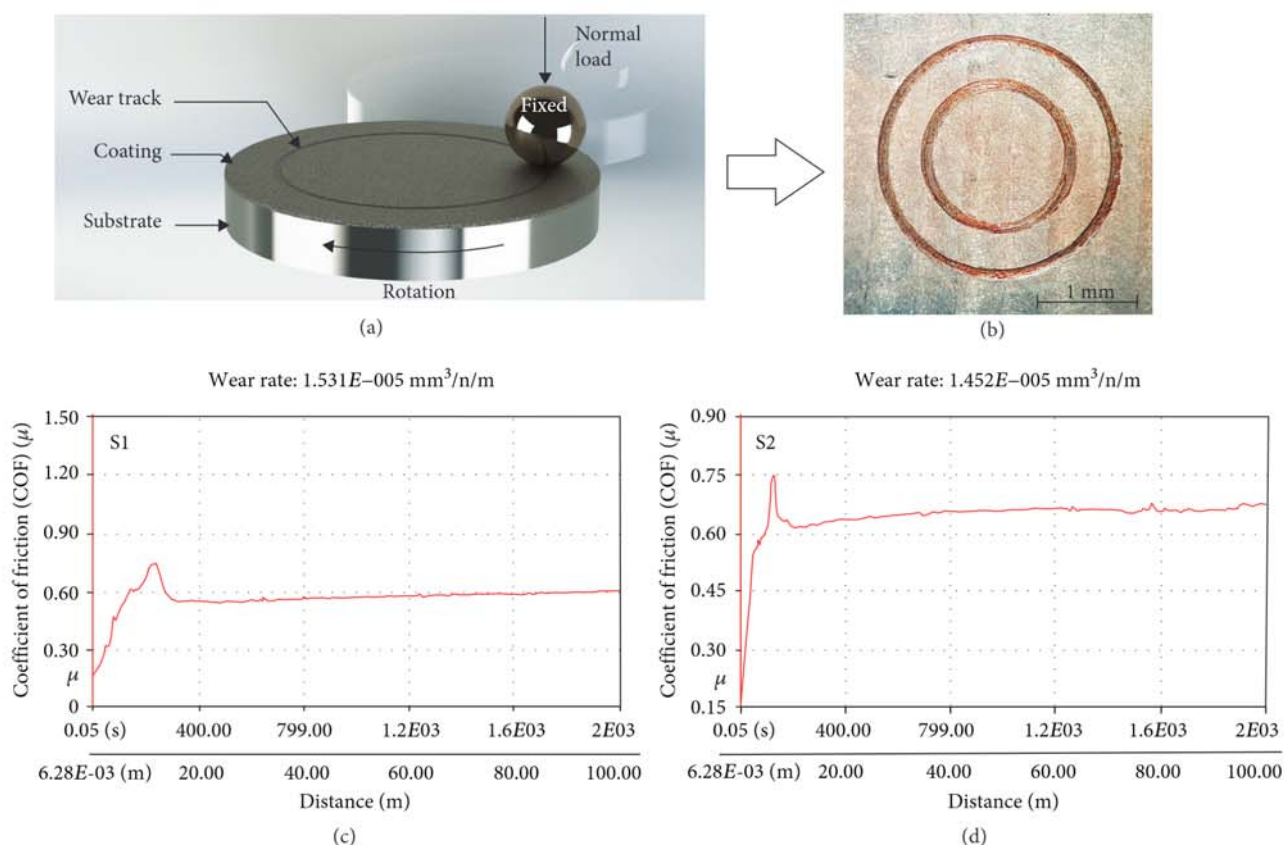 Normal
load
Fixed
Wear track
Coating
Substrate
Rotation
(a)
1 mm
(b)
Wear rate: 1.531E−005 mm³/n/m
Coefficient of friction (COF) (μ)
1.50
1.20
0.90
0.60
0.30
μ
0
S1
0.05 (s)
400.00
799.00
1.2E03
1.6E03
2E03
6.28E-03 (m)
20.00
40.00
60.00
80.00
100.00
Distance (m)
(c)
Wear rate: 1.452E−005 mm³/n/m
Coefficient of friction (COF) (μ)
0.90
0.75
0.60
0.45
0.30
μ
0.15
S2
0.05 (s)
400.00
799.00
1.2E03
1.6E03
2E03
6.28E-03 (m)
20.00
40.00
60.00
80.00
100.00
Distance (m)
(d)